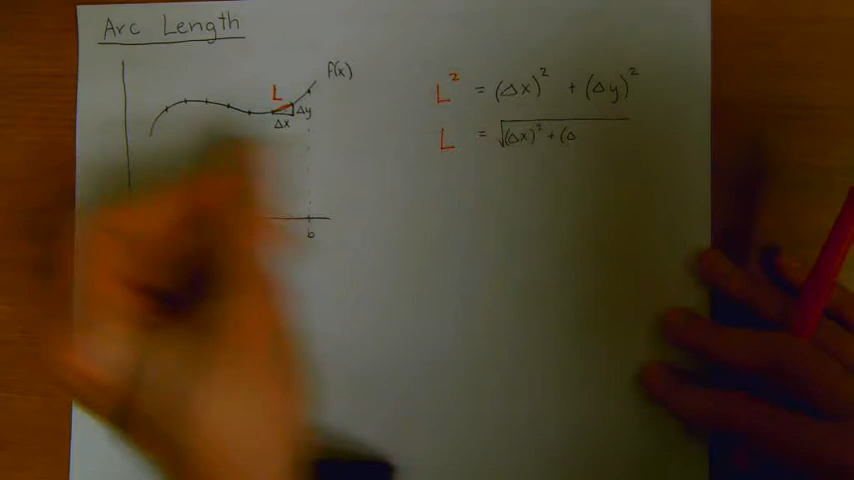 Arc Length
f(x)
L
Δy
Δx
b
L² = (Δx)² + (Δy)²
L = √(Δx)² + (Δ